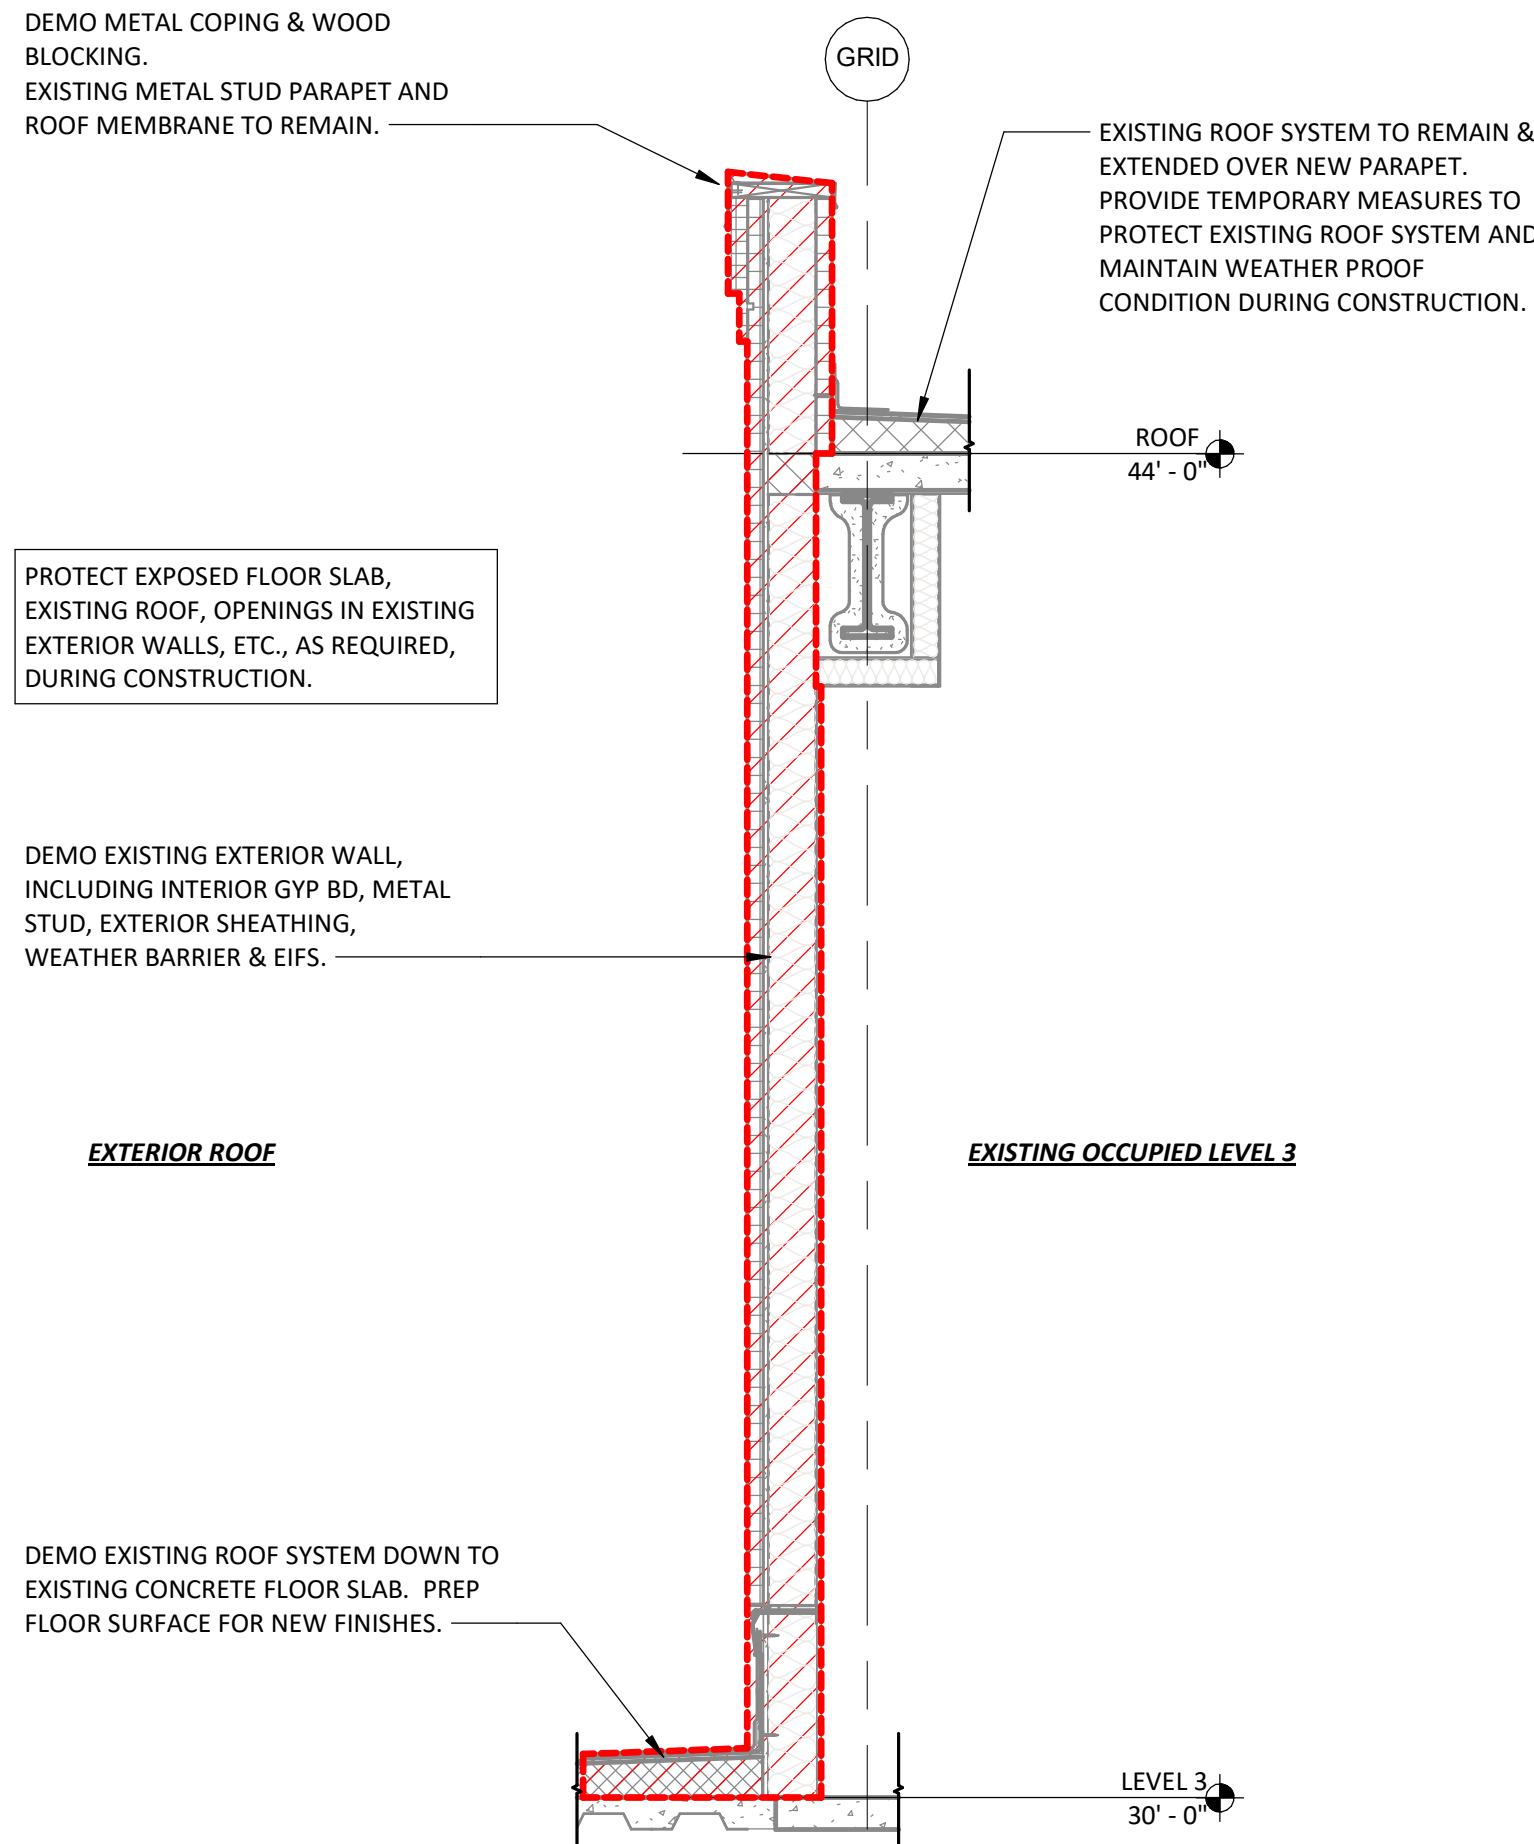 DEMO METAL COPING & WOOD
BLOCKING.
EXISTING METAL STUD PARAPET AND
ROOF MEMBRANE TO REMAIN.
GRID
EXISTING ROOF SYSTEM TO REMAIN &
EXTENDED OVER NEW PARAPET.
PROVIDE TEMPORARY MEASURES TO
PROTECT EXISTING ROOF SYSTEM AND
MAINTAIN WEATHER PROOF
CONDITION DURING CONSTRUCTION.
ROOF
44' - 0"
PROTECT EXPOSED FLOOR SLAB,
EXISTING ROOF, OPENINGS IN EXISTING
EXTERIOR WALLS, ETC., AS REQUIRED,
DURING CONSTRUCTION.
DEMO EXISTING EXTERIOR WALL,
INCLUDING INTERIOR GYP BD, METAL
STUD, EXTERIOR SHEATHING,
WEATHER BARRIER & EIFS.
EXTERIOR ROOF
EXISTING OCCUPIED LEVEL 3
DEMO EXISTING ROOF SYSTEM DOWN TO
EXISTING CONCRETE FLOOR SLAB.  PREP
FLOOR SURFACE FOR NEW FINISHES.
LEVEL 3
30' - 0"